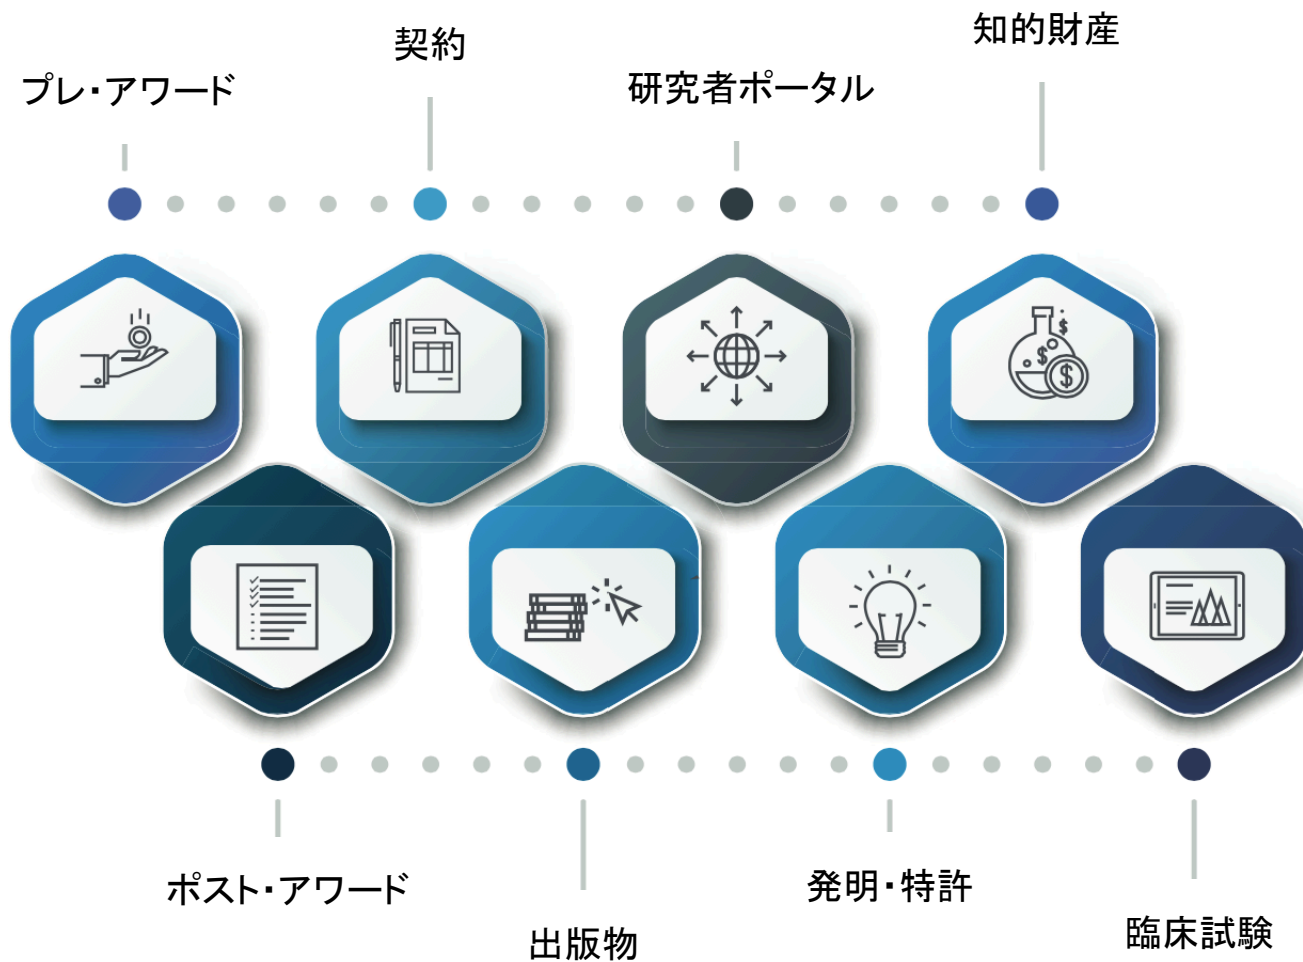 プレ・アワード
契約
研究者ポータル
知的財産
$
$
$
ポスト・アワード
出版物
発明・特許
臨床試験